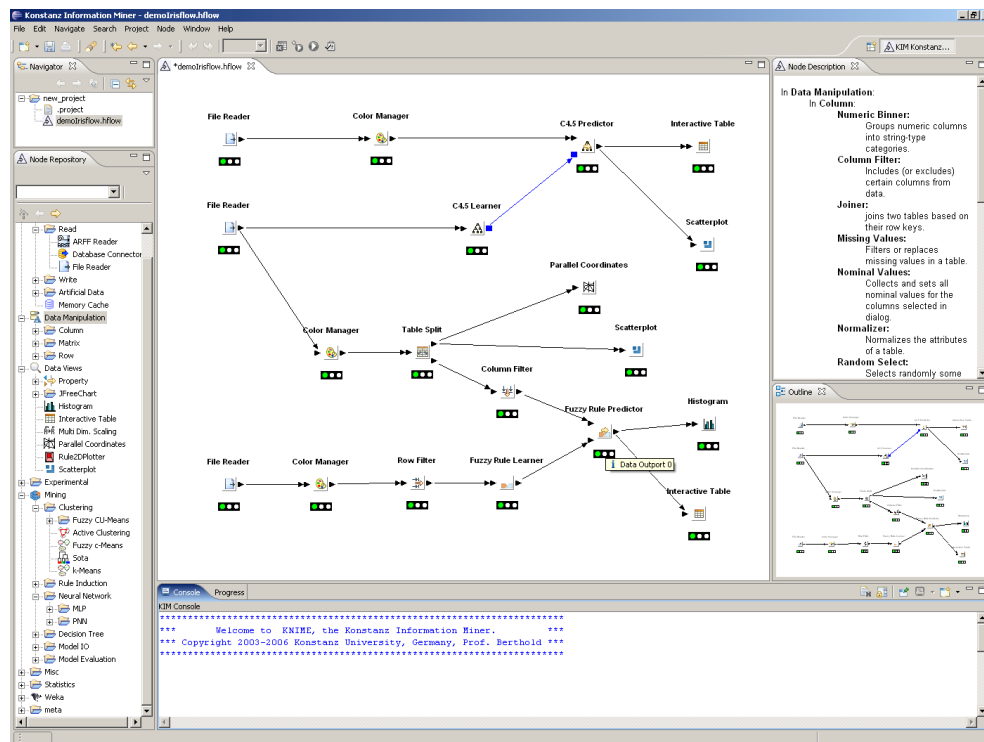 Konstanz Information Miner - demoIrisflow.hflow
File Edit Navigate Search Project Node Window Help
KIM Konstanz...
Navigator
new_project
.project
demoIrisflow.hflow
Node Repository
Read
ARFF Reader
Database Connector
File Reader
Write
Artificial Data
Memory Cache
Data Manipulation
Column
Matrix
Row
Data Views
Property
JFreeChart
Histogram
Interactive Table
Multi Dim. Scaling
Parallel Coordinates
Rule2DPlotter
Scatterplot
Experimental
Mining
Clustering
Fuzzy CU-Means
Active Clustering
Fuzzy c-Means
Sota
k-Means
Rule Induction
Neural Network
MLP
PNN
Decision Tree
Model IO
Model Evaluation
Misc
Statistics
Weka
meta
*demoIrisflow.hflow
File Reader
Color Manager
C4.5 Predictor
Interactive Table
File Reader
C4.5 Learner
Scatterplot
Parallel Coordinates
Color Manager
Table Split
Scatterplot
Column Filter
Fuzzy Rule Predictor
Histogram
File Reader
Color Manager
Row Filter
Fuzzy Rule Learner
Data Outport 0
Interactive Table
Node Description
In Data Manipulation:
In Column:
Numeric Binner:
Groups numeric columns
into string-type
categories.
Column Filter:
Includes (or excludes)
certain columns from
data.
Joiner:
joins two tables based on
their row keys.
Missing Values:
Filters or replaces
missing values in a table.
Nominal Values:
Collects and sets all
nominal values for the
columns selected in
dialog.
Normalizer:
Normalizes the attributes
of a table.
Random Select:
Selects randomly some
Outline
Console Progress
KIM Console
***********************************************************************
*** Welcome to KNIME, the Konstanz Information Miner. ***
*** Copyright 2003-2006 Konstanz University, Germany, Prof. Berthold ***
***********************************************************************